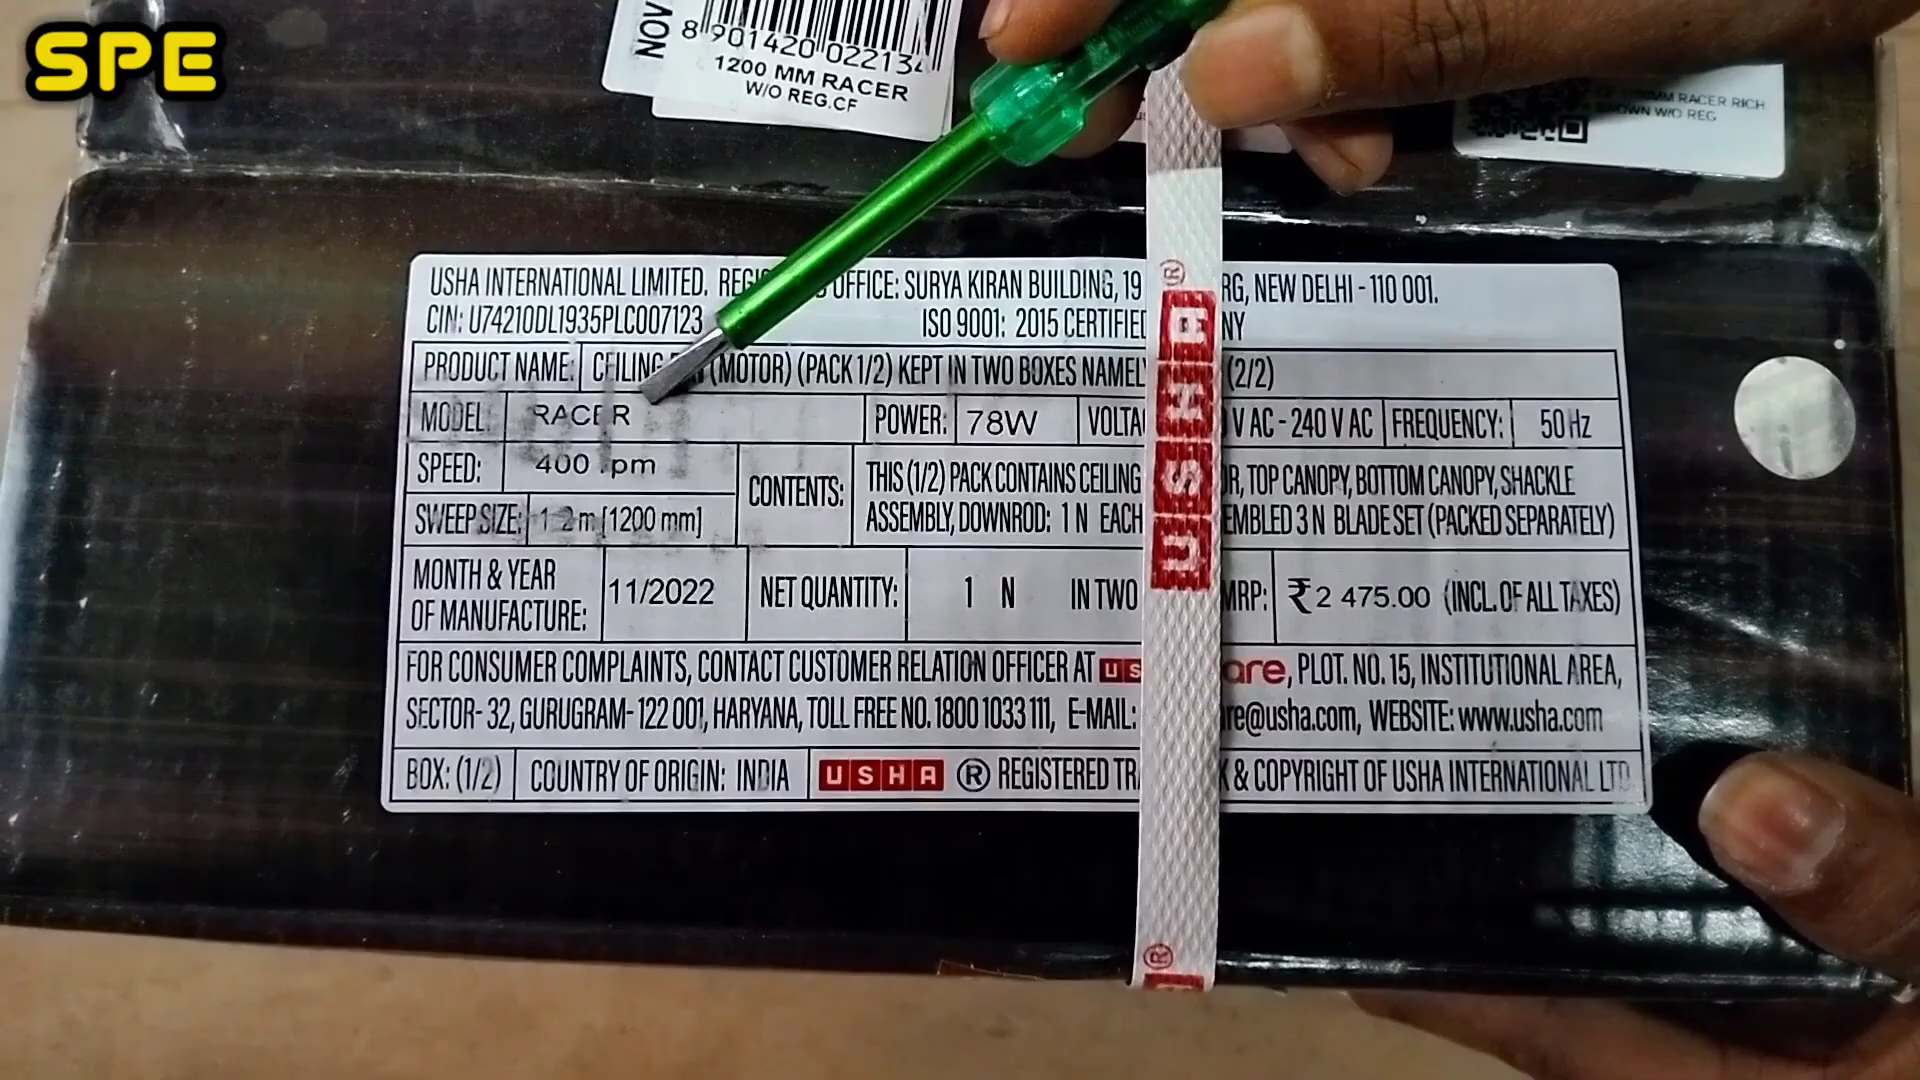 SPE
NOV
8 901420 02213
1200 MM RACER
W/O REG.CF
MM RACER RICH
W/O REG
USHA INTERNATIONAL LIMITED. OFFICE: SURYA KIRAN BUILDING, 19 NEW DELHI - 110 001.
CIN: U74210DL1935PLC007123 ISO 9001: 2015 CERTIFIED
PRODUCT NAME: CEILING (MOTOR) (PACK 1/2) KEPT IN TWO BOXES (2/2)
MODEL: RACER POWER: 78W V AC - 240 V AC FREQUENCY: 50 Hz
SPEED: 400 rpm
CONTENTS: THIS (1/2) PACK CONTAINS CEILING TOP CANOPY, BOTTOM CANOPY, SHACKLE
ASSEMBLY, DOWNROD: 1 N EACH 3 N BLADE SET (PACKED SEPARATELY)
SWEEP SIZE: 1 2 m [1200 mm]
MONTH & YEAR
OF MANUFACTURE: 11/2022 NET QUANTITY: 1 N IN TWO MRP: ₹ 2 475.00 (INCL. OF ALL TAXES)
FOR CONSUMER COMPLAINTS, CONTACT CUSTOMER RELATION OFFICER AT us are, PLOT. NO. 15, INSTITUTIONAL AREA,
SECTOR- 32, GURUGRAM- 122 001, HARYANA, TOLL FREE NO. 1800 1033 111, E-MAIL: re@usha.com, WEBSITE: www.usha.com
BOX: (1/2) COUNTRY OF ORIGIN: INDIA USHA ® REGISTERED & COPYRIGHT OF USHA INTERNATIONAL LTD
USHA ®
®